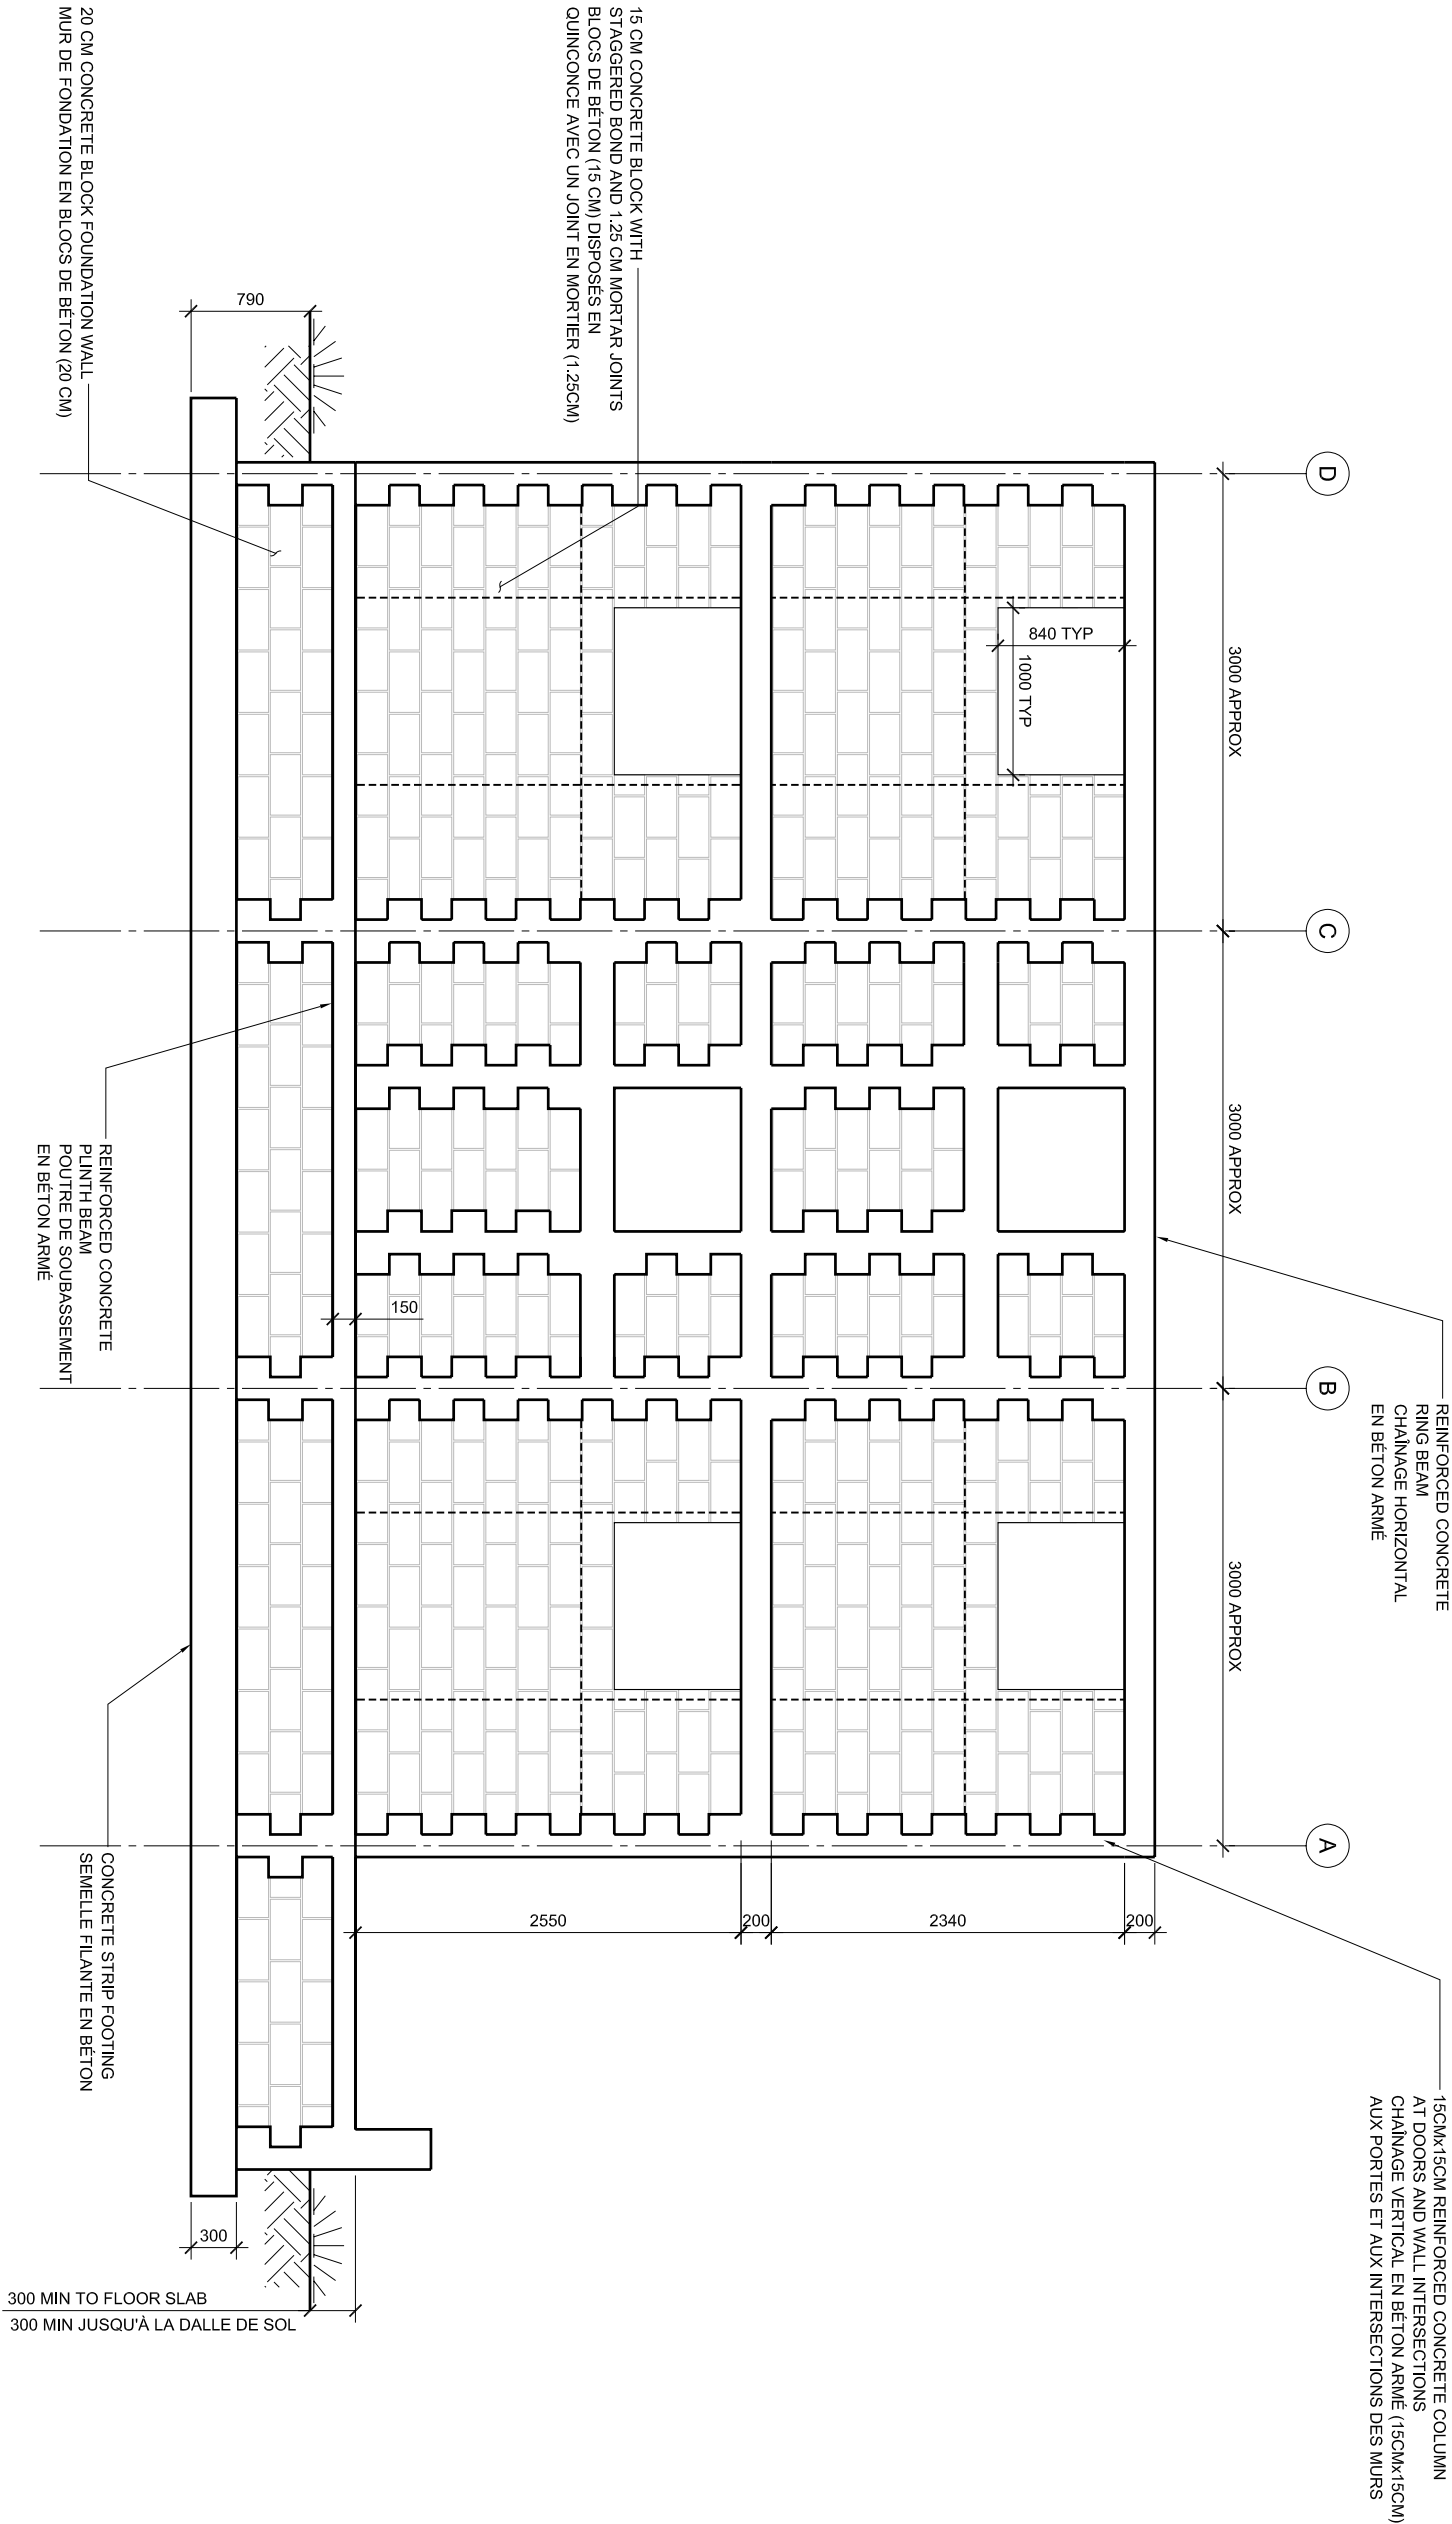 REINFORCED CONCRETE
RING BEAM
CHAÎNAGE HORIZONTAL
EN BÉTON ARMÉ
15CMx15CM REINFORCED CONCRETE COLUMN
AT DOORS AND WALL INTERSECTIONS
CHAÎNAGE VERTICAL EN BÉTON ARMÉ (15CMx15CM)
AUX PORTES ET AUX INTERSECTIONS DES MURS
D
C
B
A
3000 APPROX
3000 APPROX
3000 APPROX
840 TYP
1000 TYP
200
2340
200
2550
15 CM CONCRETE BLOCK WITH
STAGGERED BOND AND 1.25 CM MORTAR JOINTS
BLOCS DE BÉTON (15 CM) DISPOSÉS EN
QUINCONCE AVEC UN JOINT EN MORTIER (1.25CM)
150
790
300
300 MIN TO FLOOR SLAB
300 MIN JUSQU'À LA DALLE DE SOL
20 CM CONCRETE BLOCK FOUNDATION WALL
MUR DE FONDATION EN BLOCS DE BÉTON (20 CM)
REINFORCED CONCRETE
PLINTH BEAM
POUTRE DE SOUBASSEMENT
EN BÉTON ARMÉ
CONCRETE STRIP FOOTING
SEMELLE FILANTE EN BÉTON